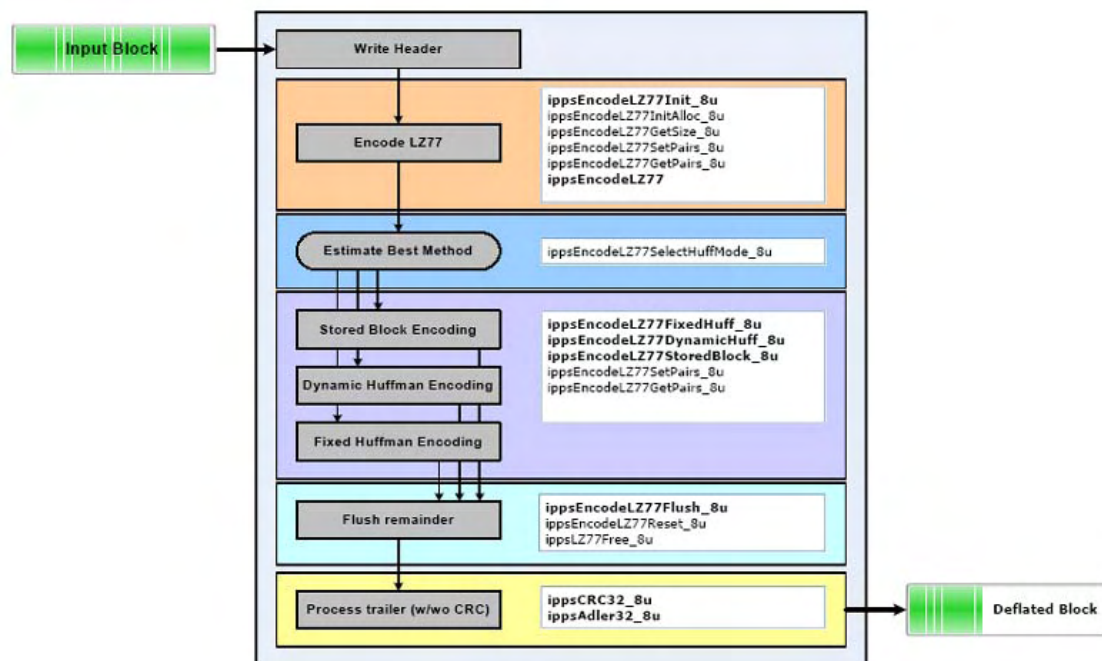 Input Block
Write Header
Encode LZ77
ippsEncodeLZ77Init_8u
ippsEncodeLZ77InitAlloc_8u
ippsEncodeLZ77GetSize_8u
ippsEncodeLZ77SetPairs_8u
ippsEncodeLZ77GetPairs_8u
ippsEncodeLZ77
Estimate Best Method
ippsEncodeLZ77SelectHuffMode_8u
Stored Block Encoding
Dynamic Huffman Encoding
Fixed Huffman Encoding
ippsEncodeLZ77FixedHuff_8u
ippsEncodeLZ77DynamicHuff_8u
ippsEncodeLZ77StoredBlock_8u
ippsEncodeLZ77SetPairs_8u
ippsEncodeLZ77GetPairs_8u
Flush remainder
ippsEncodeLZ77Flush_8u
ippsEncodeLZ77Reset_8u
ippsLZ77Free_8u
Process trailer (w/wo CRC)
ippsCRC32_8u
ippsAdler32_8u
Deflated Block